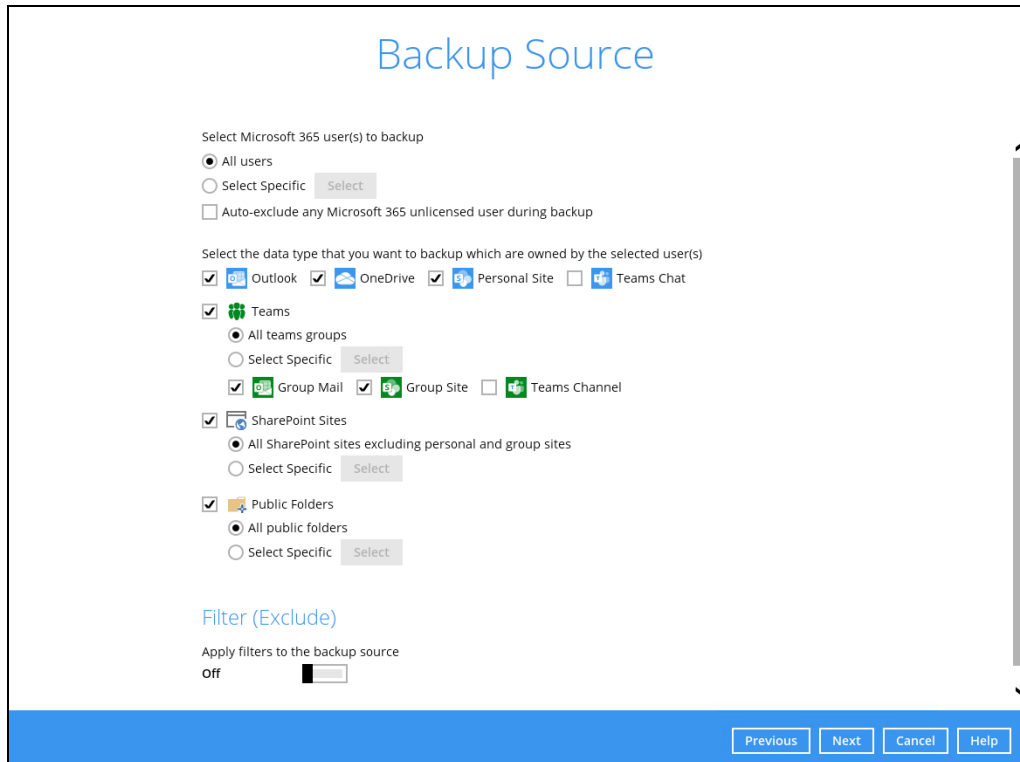 Backup Source
Select Microsoft 365 user(s) to backup
All users
Select Specific Select
Auto-exclude any Microsoft 365 unlicensed user during backup
Select the data type that you want to backup which are owned by the selected user(s)
Outlook OneDrive Personal Site Teams Chat
Teams
All teams groups
Select Specific Select
Group Mail Group Site Teams Channel
SharePoint Sites
All SharePoint sites excluding personal and group sites
Select Specific Select
Public Folders
All public folders
Select Specific Select
Filter (Exclude)
Apply filters to the backup source
Off
Previous Next Cancel Help